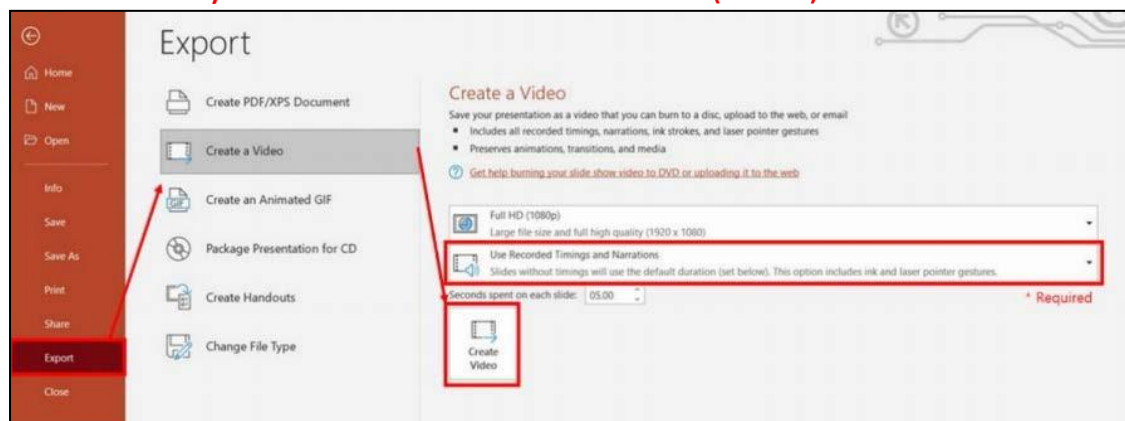 Export
Home
New
Open
Info
Save
Save As
Print
Share
Export
Close
Create PDF/XPS Document
Create a Video
Create an Animated GIF
GIF
Package Presentation for CD
Create Handouts
Change File Type
Create a Video
Save your presentation as a video that you can burn to a disc, upload to the web, or email
Includes all recorded timings, narrations, ink strokes, and laser pointer gestures
Preserves animations, transitions, and media
Get help burning your slide show video to DVD or uploading it to the web
Full HD (1080p)
Large file size and full high quality (1920 x 1080)
Use Recorded Timings and Narrations
Slides without timings will use the default duration (set below). This option includes ink and laser pointer gestures.
Seconds spent on each slide: 05.00
* Required
Create
Video